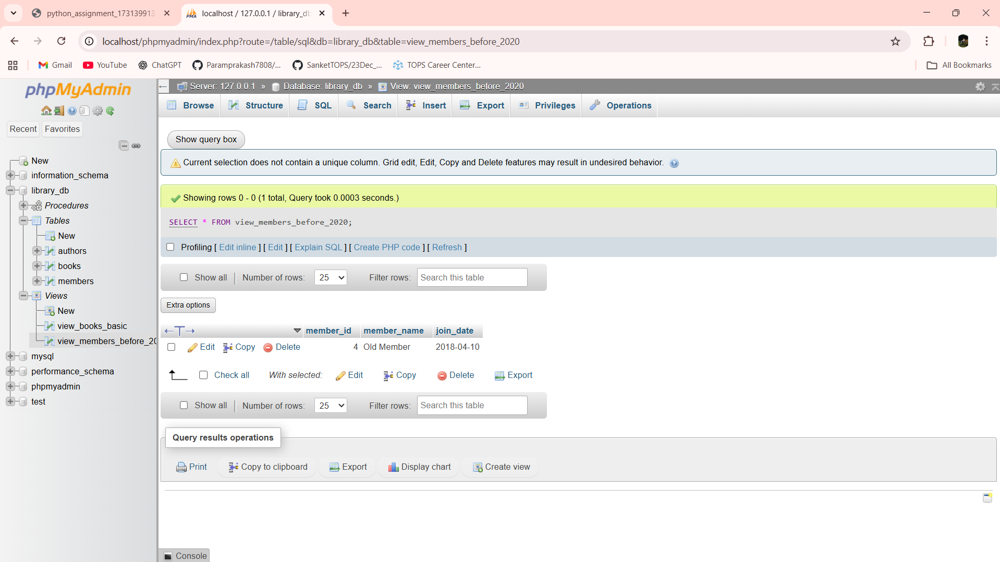 python_assignment_173139913
localhost / 127.0.0.1 / library_db
localhost/phpmyadmin/index.php?route=/table/sql&db=library_db&table=view_members_before_2020
Gmail
YouTube
ChatGPT
Paramprakash7808/...
SanketTOPS/23Dec_...
TOPS Career Center...
All Bookmarks
phpMyAdmin
Recent
Favorites
New
information_schema
library_db
Procedures
Tables
New
authors
books
members
Views
New
view_books_basic
view_members_before_20
mysql
performance_schema
phpmyadmin
test
Server: 127.0.0.1 » Database: library_db » View: view_members_before_2020
Browse
Structure
SQL
Search
Insert
Export
Privileges
Operations
Show query box
Current selection does not contain a unique column. Grid edit, Edit, Copy and Delete features may result in undesired behavior.
Showing rows 0 - 0 (1 total, Query took 0.0003 seconds.)
SELECT * FROM view_members_before_2020;
Profiling [ Edit inline ] [ Edit ] [ Explain SQL ] [ Create PHP code ] [ Refresh ]
Show all
Number of rows:
25
Filter rows:
Search this table
Extra options
member_id member_name join_date
Edit Copy Delete 4 Old Member 2018-04-10
Check all With selected: Edit Copy Delete Export
Show all
Number of rows:
25
Filter rows:
Search this table
Query results operations
Print
Copy to clipboard
Export
Display chart
Create view
Console